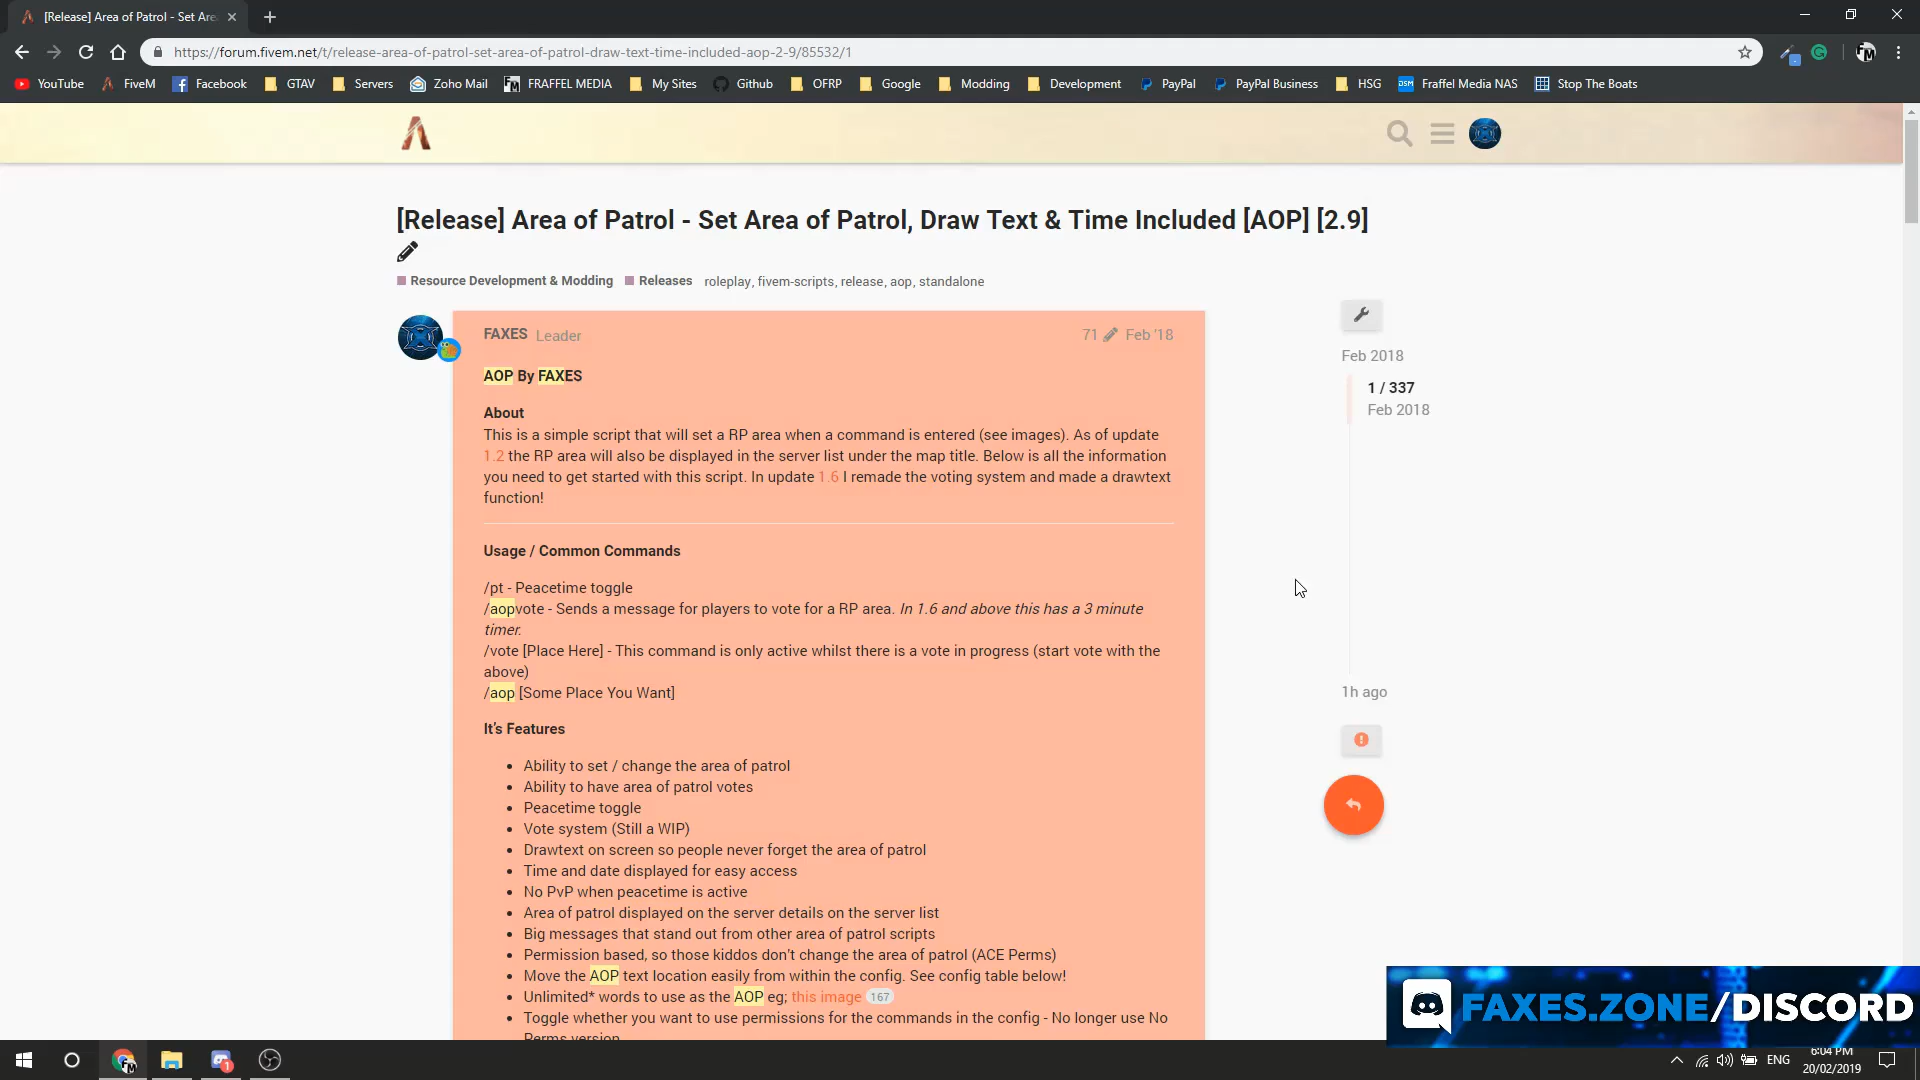 [Release] Area of Patrol - Set Are
https://forum.fivem.net/t/release-area-of-patrol-set-area-of-patrol-draw-text-time-included-aop-2-9/85532/1
YouTube FiveM Facebook GTAV Servers Zoho Mail FRAFFEL MEDIA My Sites Github OFRP Google Modding Development PayPal PayPal Business HSG Fraffel Media NAS Stop The Boats
[Release] Area of Patrol - Set Area of Patrol, Draw Text & Time Included [AOP] [2.9]
Resource Development & Modding Releases roleplay, fivem-scripts, release, aop, standalone
FAXES Leader 71 Feb '18
AOP By FAXES
About
This is a simple script that will set a RP area when a command is entered (see images). As of update
1.2 the RP area will also be displayed in the server list under the map title. Below is all the information
you need to get started with this script. In update 1.6 I remade the voting system and made a drawtext
function!
Usage / Common Commands
/pt - Peacetime toggle
/aopvote - Sends a message for players to vote for a RP area. In 1.6 and above this has a 3 minute
timer.
/vote [Place Here] - This command is only active whilst there is a vote in progress (start vote with the
above)
/aop [Some Place You Want]
It's Features
• Ability to set / change the area of patrol
• Ability to have area of patrol votes
• Peacetime toggle
• Vote system (Still a WIP)
• Drawtext on screen so people never forget the area of patrol
• Time and date displayed for easy access
• No PvP when peacetime is active
• Area of patrol displayed on the server details on the server list
• Big messages that stand out from other area of patrol scripts
• Permission based, so those kiddos don't change the area of patrol (ACE Perms)
• Move the AOP text location easily from within the config. See config table below!
• Unlimited* words to use as the AOP eg; this image 167
• Toggle whether you want to use permissions for the commands in the config - No longer use No
Perms version
Feb 2018
1 / 337
Feb 2018
1h ago
FAXES.ZONE/DISCORD
1
ENG
6:04 PM
20/02/2019